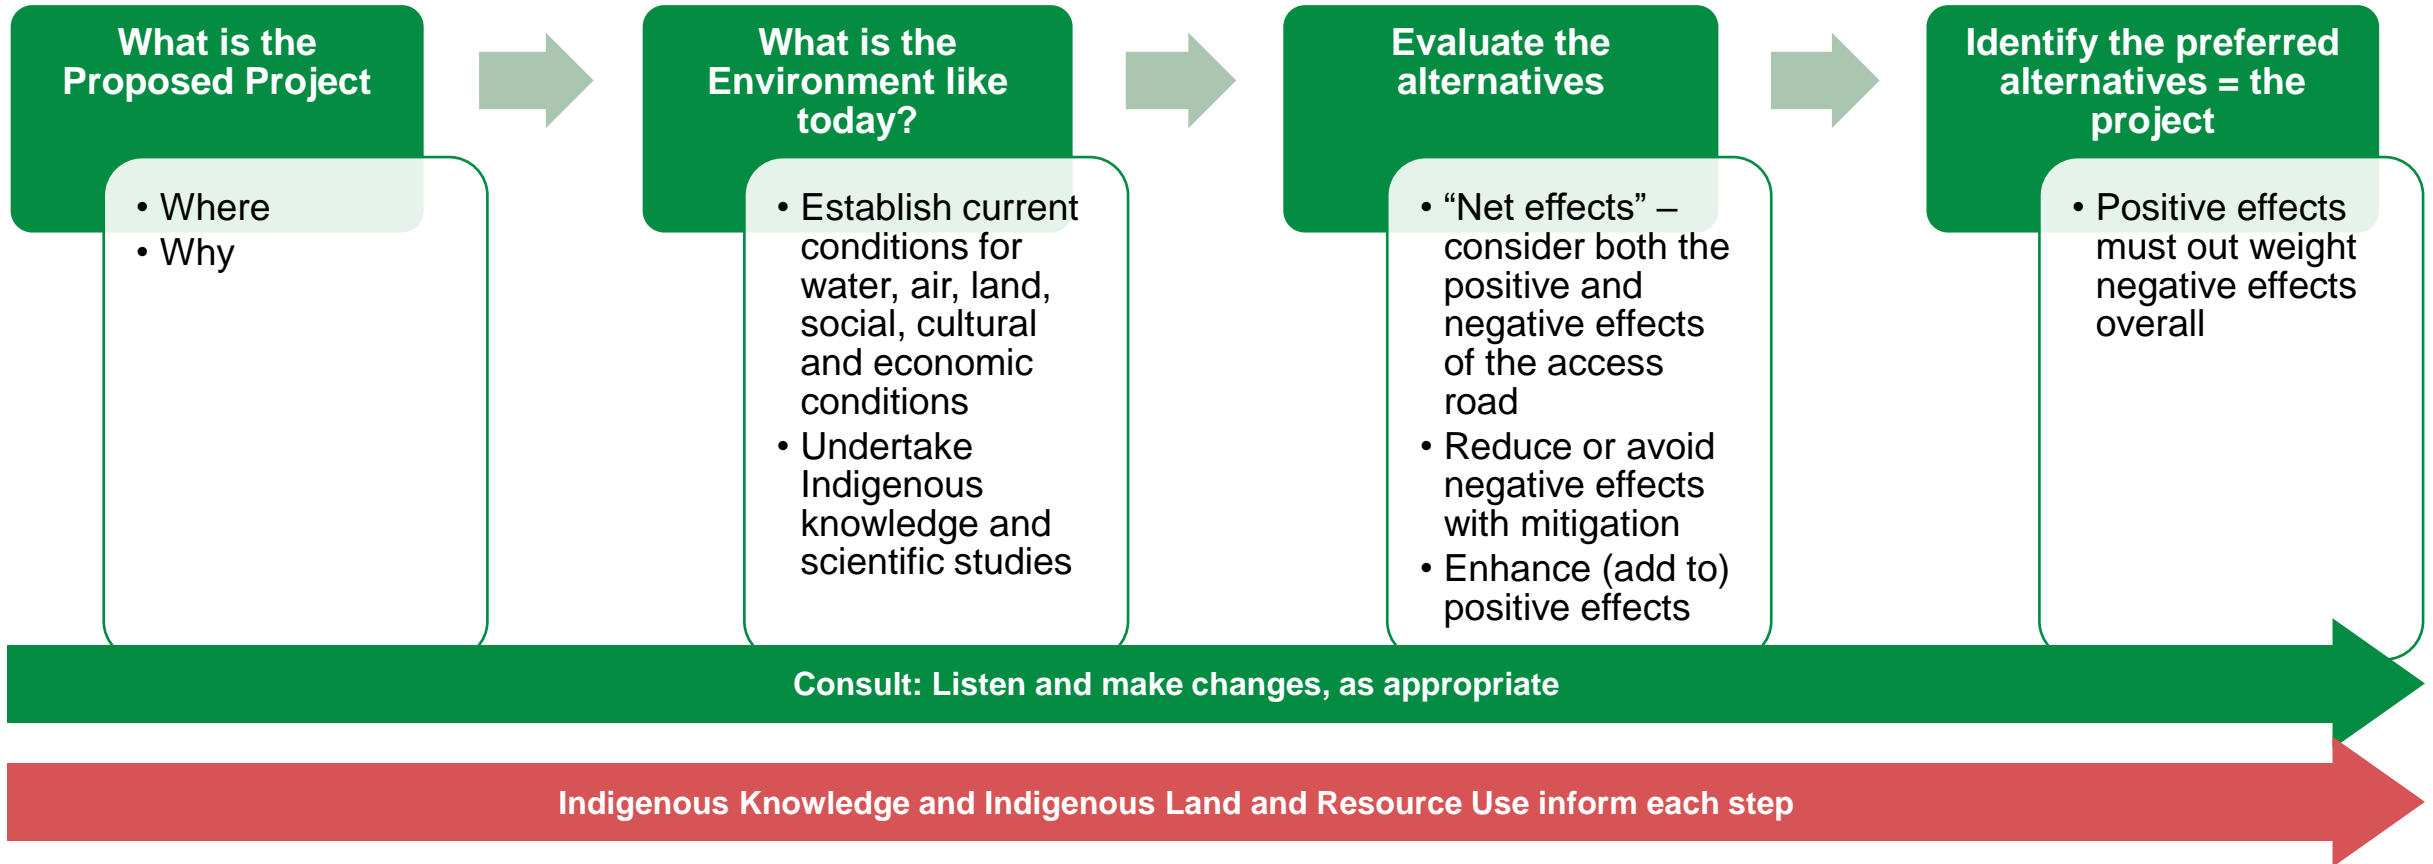 What is the
Proposed Project
• Where
• Why
What is the
Environment like
today?
• Establish current
conditions for
water, air, land,
social, cultural
and economic
conditions
• Undertake
Indigenous
knowledge and
scientific studies
Evaluate the
alternatives
• “Net effects” –
consider both the
positive and
negative effects
of the access
road
• Reduce or avoid
negative effects
with mitigation
• Enhance (add to)
positive effects
Identify the preferred
alternatives = the
project
• Positive effects
must out weight
negative effects
overall
Consult: Listen and make changes, as appropriate
Indigenous Knowledge and Indigenous Land and Resource Use inform each step